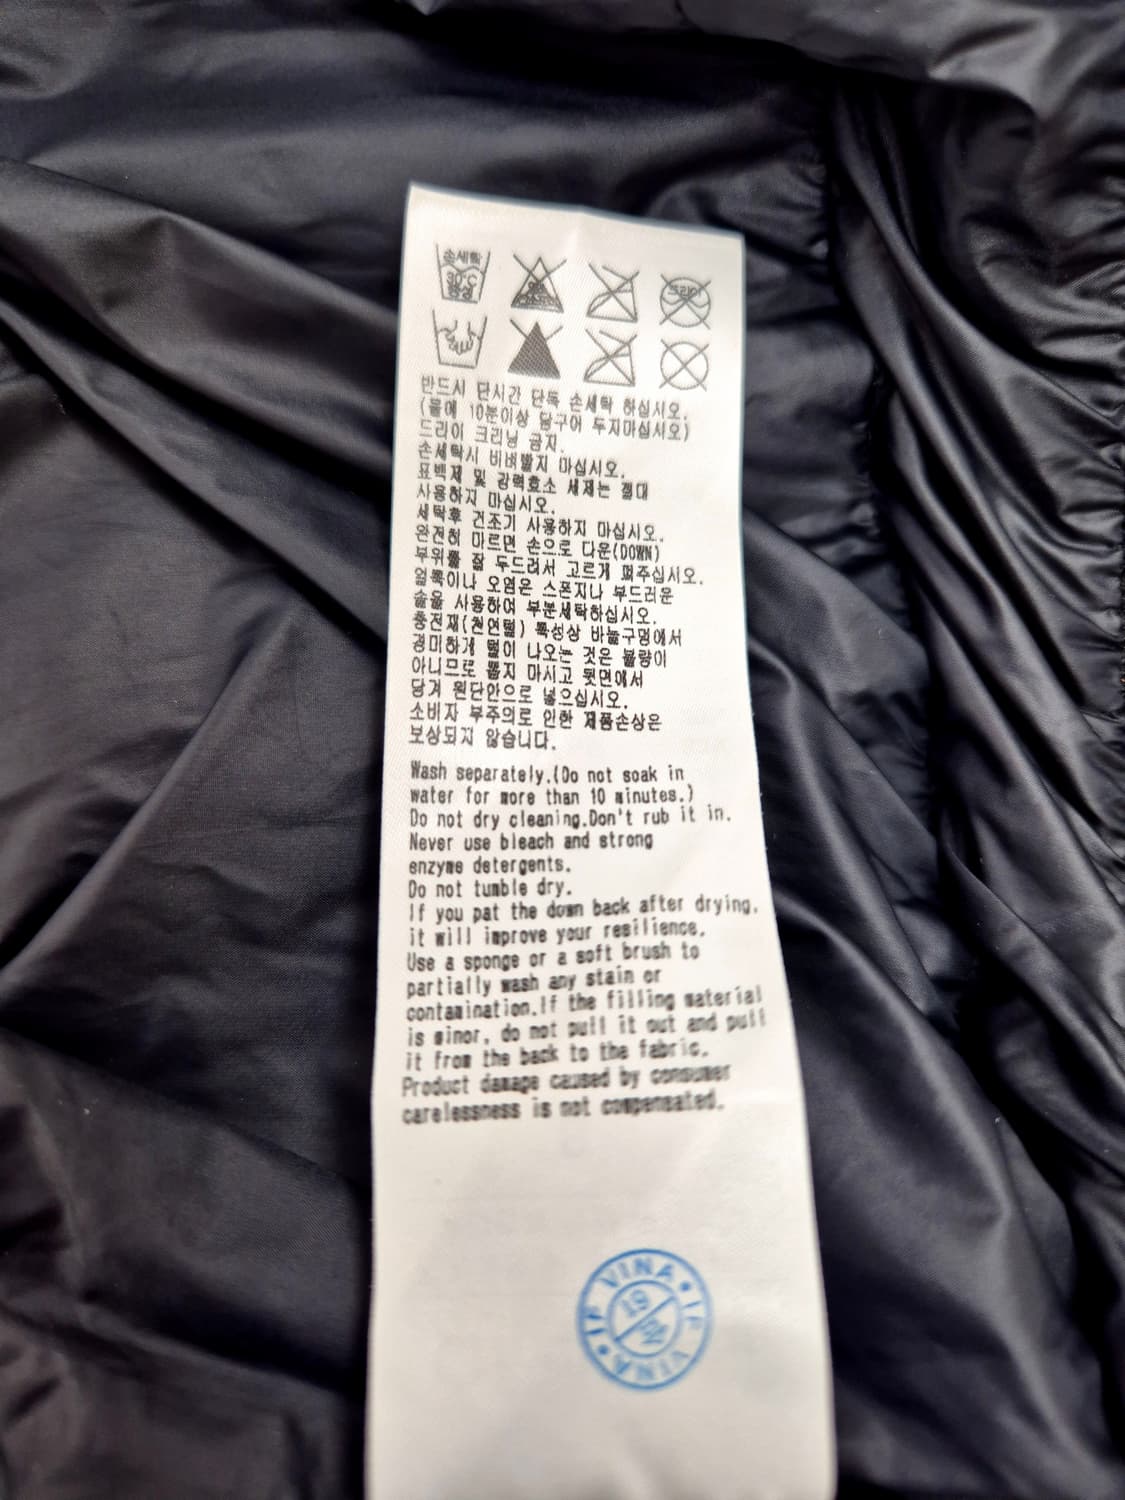 손세탁
30°C
중성
드라이
반드시 단시간 단독 손세탁 하십시오.
(물에 10분이상 담구어 두지마십시오)
드라이 크리닝 금지.
손세탁시 비벼빨지 마십시오.
표백제 및 강력효소 세제는 절대
사용하지 마십시오.
세탁후 건조기 사용하지 마십시오.
완전히 마르면 손으로 다운(DOWN)
부위를 잘 두드려서 고르게 펴주십시오.
얼룩이나 오염은 스폰지나 부드러운
솔을 사용하여 부분세탁하십시오.
충전재(천연털) 특성상 바늘구멍에서
경미하게 털이 나오는 것은 불량이
아니므로 뽑지 마시고 뒷면에서
당겨 원단안으로 넣으십시오.
소비자 부주의로 인한 제품손상은
보상되지 않습니다.
Wash separately.(Do not soak in
water for more than 10 minutes.)
Do not dry cleaning.Don't rub it in.
Never use bleach and strong
enzyme detergents.
Do not tumble dry.
If you pat the down back after drying,
it will improve your resilience.
Use a sponge or a soft brush to
partially wash any stain or
contamination.If the filling material
is minor, do not pull it out and pull
it from the back to the fabric.
Product damage caused by consumer
carelessness is not compensated.
IF VINA • IF VINA •
19